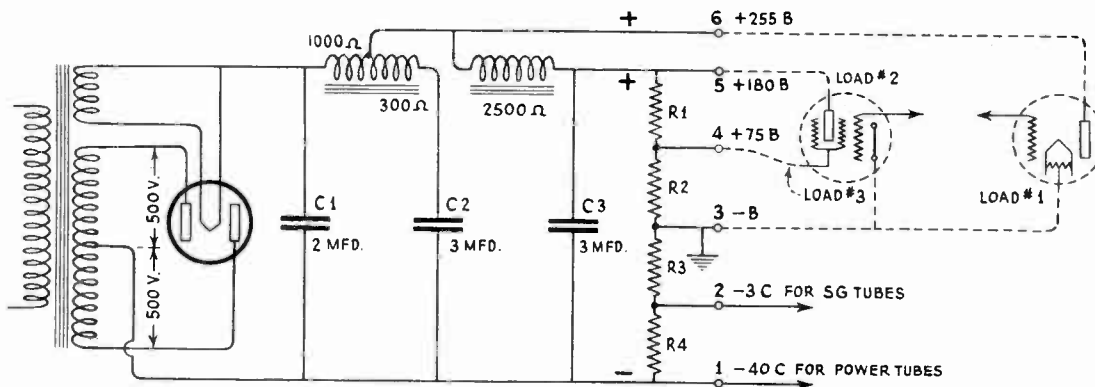 500 V.
500 V.
1000Ω
300Ω
2500Ω
C1
2 MFD.
C2
3 MFD.
C3
3 MFD.
+
+
−
R1
R2
R3
R4
6 +255 B
5 +180 B
4 +75 B
3 −B
2 −3 C FOR SG TUBES
1 −40 C FOR POWER TUBES
LOAD #2
LOAD #3
LOAD #1